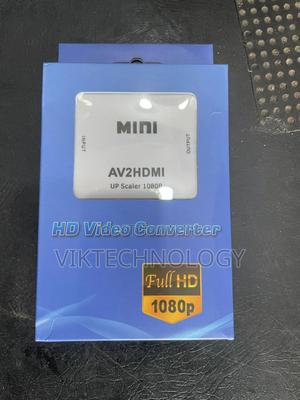 MINI
INPUT
OUTPUT
AV2HDMI
UP Scaler 1080P
HD Video Converter
VIKTECHNOLOGY
Full HD
1080p